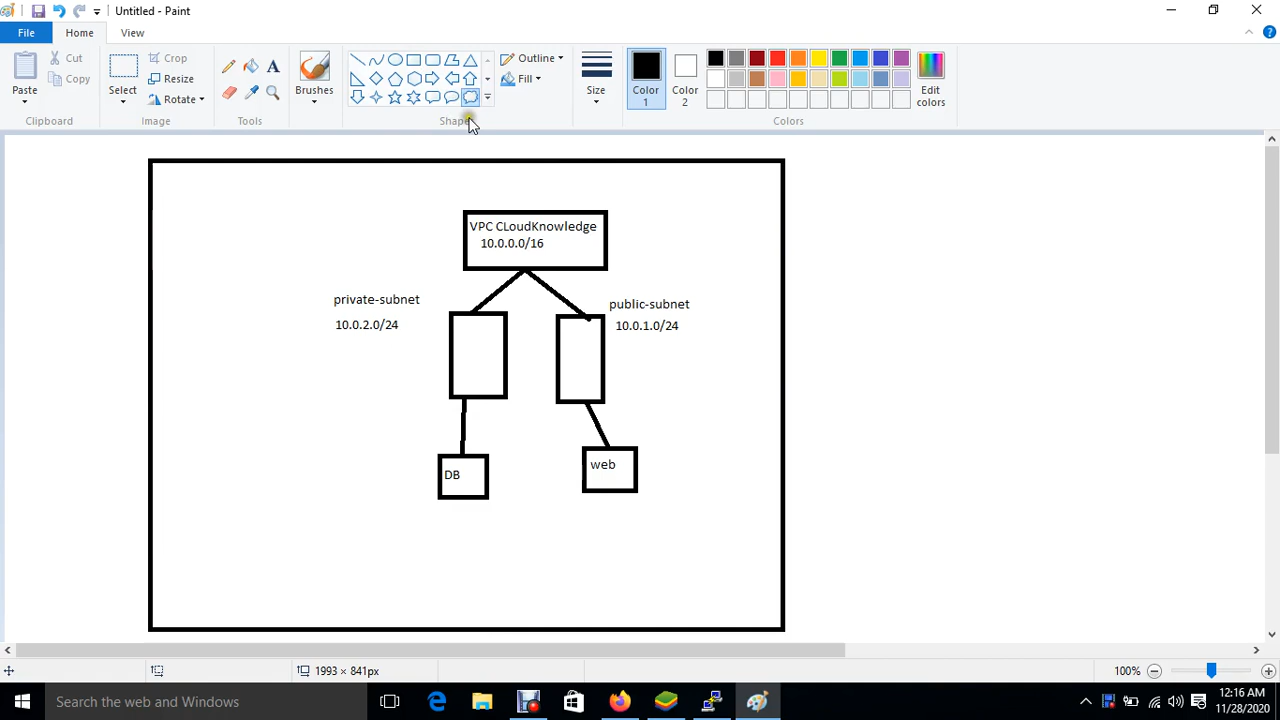 Untitled - Paint
File
Home
View
Paste
Cut
Copy
Clipboard
Select
Crop
Resize
Rotate
Image
Tools
Brushes
Outline
Fill
Shape
Size
Color
1
Color
2
Edit
colors
Colors
VPC CLoudKnowledge
10.0.0.0/16
private-subnet
10.0.2.0/24
public-subnet
10.0.1.0/24
DB
web
1993 × 841px
100%
Search the web and Windows
12:16 AM
11/28/2020